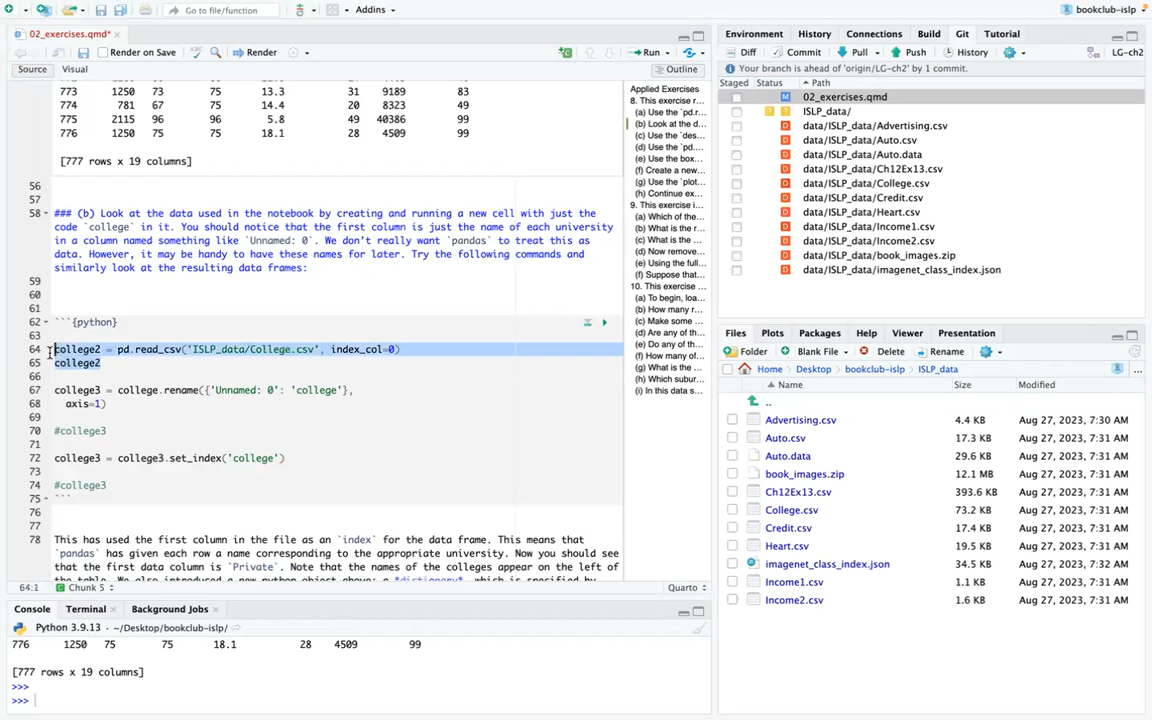 Go to file/function
Addins
bookclub-islp
02_exercises.qmd*
Render on Save
Render
Run
Source
Visual
Outline
773 1250 73 75 13.3 31 9189 83
774 781 67 75 14.4 20 8323 49
775 2115 96 96 5.8 49 40386 99
776 1250 75 75 18.1 28 4509 99
[777 rows x 19 columns]
56
57
58 ### (b) Look at the data used in the notebook by creating and running a new cell with just the
code `college` in it. You should notice that the first column is just the name of each university
in a column named something like `Unnamed: 0`. We don't really want `pandas` to treat this as
data. However, it may be handy to have these names for later. Try the following commands and
similarly look at the resulting data frames:
59
60
61
62 ```{python}
63
64 college2 = pd.read_csv('ISLP_data/College.csv', index_col=0)
65 college2
66
67 college3 = college.rename({'Unnamed: 0': 'college'},
68 axis=1)
69
70 #college3
71
72 college3 = college3.set_index('college')
73
74 #college3
75 ```
76
77
78 This has used the first column in the file as an `index` for the data frame. This means that
`pandas` has given each row a name corresponding to the appropriate university. Now you should
see that the first data column is `Private`. Note that the names of the colleges appear on the left of
64:1 Chunk 5 Quarto
Applied Exercises
8. This exercise r...
(a) Use the `pd.r...
(b) Look at the d...
(c) Use the `des...
(d) Use the `pd....
(e) Use the box...
(f) Create a new...
(g) Use the `plot...
(h) Continue ex...
9. This exercise i...
(a) Which of the...
(b) What is the r...
(c) What is the ...
(d) Now remove...
(e) Using the full...
(f) Suppose that...
10. This exercise ...
(a) To begin, loa...
(b) How many r...
(c) Make some ...
(d) Are any of th...
(e) Do any of th...
(f) How many of...
(g) What is the ...
(h) Which subur...
(i) In this data s...
Console Terminal Background Jobs
Python 3.9.13 · ~/Desktop/bookclub-islp/
776 1250 75 75 18.1 28 4509 99
[777 rows x 19 columns]
>>>
>>>
Environment History Connections Build Git Tutorial
Diff Commit Pull Push History LG-ch2
Your branch is ahead of 'origin/LG-ch2' by 1 commit.
Staged Status Path
M 02_exercises.qmd
? ? ISLP_data/
D data/ISLP_data/Advertising.csv
D data/ISLP_data/Auto.csv
D data/ISLP_data/Auto.data
D data/ISLP_data/Ch12Ex13.csv
D data/ISLP_data/College.csv
D data/ISLP_data/Credit.csv
D data/ISLP_data/Heart.csv
D data/ISLP_data/Income1.csv
D data/ISLP_data/Income2.csv
D data/ISLP_data/book_images.zip
D data/ISLP_data/imagenet_class_index.json
Files Plots Packages Help Viewer Presentation
Folder Blank File Delete Rename
Home Desktop bookclub-islp ISLP_data ...
Name Size Modified
..
Advertising.csv 4.4 KB Aug 27, 2023, 7:30 AM
Auto.csv 17.3 KB Aug 27, 2023, 7:31 AM
Auto.data 29.6 KB Aug 27, 2023, 7:31 AM
book_images.zip 12.1 MB Aug 27, 2023, 7:31 AM
Ch12Ex13.csv 393.6 KB Aug 27, 2023, 7:31 AM
College.csv 73.2 KB Aug 27, 2023, 7:31 AM
Credit.csv 17.4 KB Aug 27, 2023, 7:31 AM
Heart.csv 19.5 KB Aug 27, 2023, 7:31 AM
imagenet_class_index.json 34.5 KB Aug 27, 2023, 7:32 AM
Income1.csv 1.1 KB Aug 27, 2023, 7:31 AM
Income2.csv 1.6 KB Aug 27, 2023, 7:31 AM